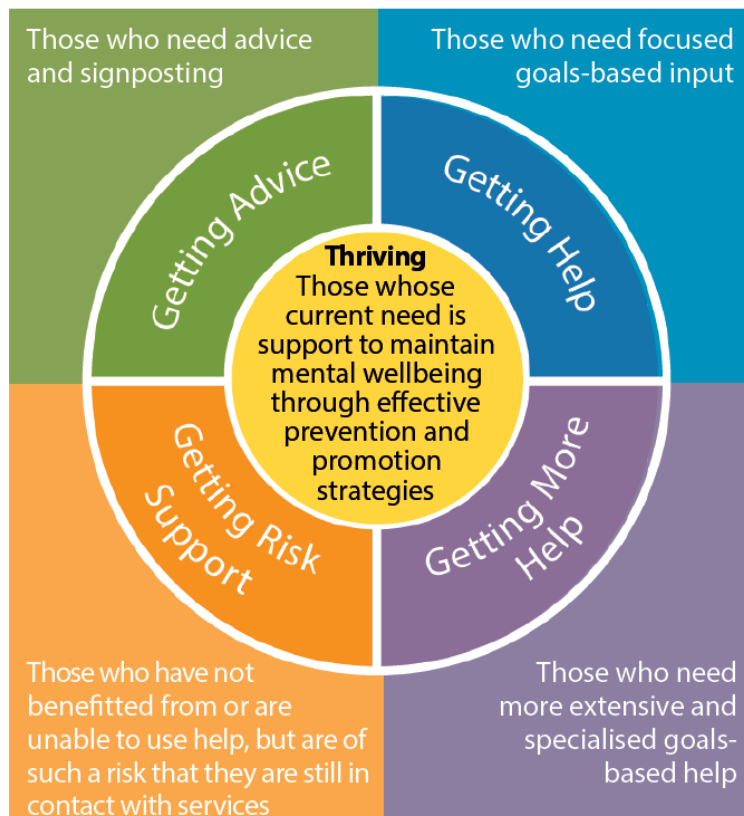 Those who need advice
and signposting
Those who need focused
goals-based input
Getting Advice
Getting Help
Thriving
Those whose
current need is
support to maintain
mental wellbeing
through effective
prevention and
promotion
strategies
Getting Risk
Support
Getting More
Help
Those who have not
benefitted from or are
unable to use help, but are of
such a risk that they are still in
contact with services
Those who need
more extensive and
specialised goals-
based help